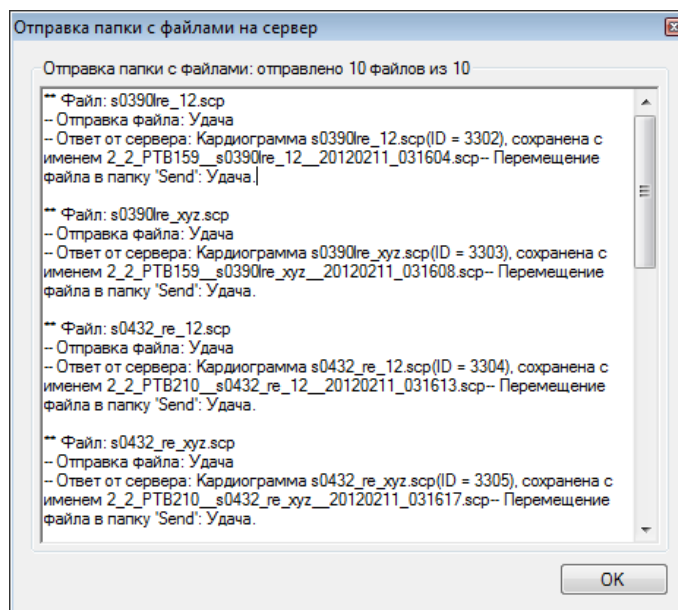 Отправка папки с файлами на сервер
Отправка папки с файлами: отправлено 10 файлов из 10
** Файл: s0390lre_12.scp
-- Отправка файла: Удача
-- Ответ от сервера: Кардиограмма s0390lre_12.scp(ID = 3302), сохранена с
именем 2_2_PTB159__s0390lre_12__20120211_031604.scp-- Перемещение
файла в папку 'Send': Удача.
** Файл: s0390lre_xyz.scp
-- Отправка файла: Удача
-- Ответ от сервера: Кардиограмма s0390lre_xyz.scp(ID = 3303), сохранена с
именем 2_2_PTB159__s0390lre_xyz__20120211_031608.scp-- Перемещение
файла в папку 'Send': Удача.
** Файл: s0432_re_12.scp
-- Отправка файла: Удача
-- Ответ от сервера: Кардиограмма s0432_re_12.scp(ID = 3304), сохранена с
именем 2_2_PTB210__s0432_re_12__20120211_031613.scp-- Перемещение
файла в папку 'Send': Удача.
** Файл: s0432_re_xyz.scp
-- Отправка файла: Удача
-- Ответ от сервера: Кардиограмма s0432_re_xyz.scp(ID = 3305), сохранена с
именем 2_2_PTB210__s0432_re_xyz__20120211_031617.scp-- Перемещение
файла в папку 'Send': Удача.
OK